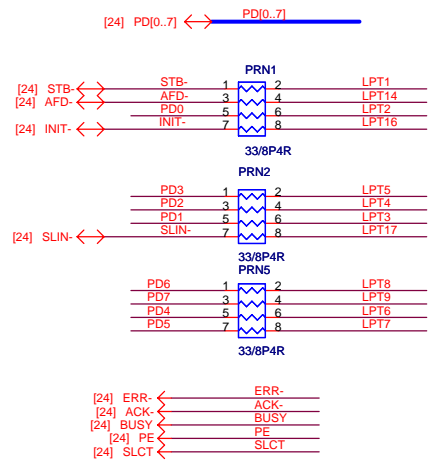 [24] PD[0..7] PD[0..7]
PRN1
[24] STB- STB- 1 2 LPT1
[24] AFD- AFD- 3 4 LPT14
PD0 5 6 LPT2
[24] INIT- INIT- 7 8 LPT16
33/8P4R
PRN2
PD3 1 2 LPT5
PD2 3 4 LPT4
PD1 5 6 LPT3
[24] SLIN- SLIN- 7 8 LPT17
33/8P4R
PRN5
PD6 1 2 LPT8
PD7 3 4 LPT9
PD4 5 6 LPT6
PD5 7 8 LPT7
33/8P4R
[24] ERR- ERR-
[24] ACK- ACK-
[24] BUSY BUSY
[24] PE PE
[24] SLCT SLCT